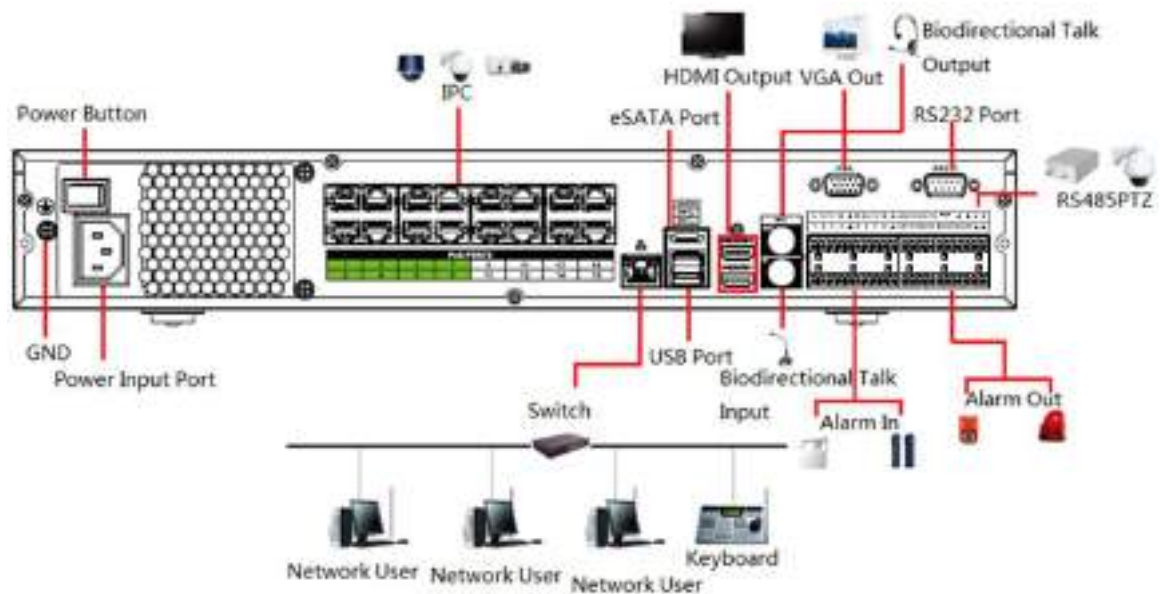 Biodirectional Talk
Output
HDMI Output
VGA Out
IPC
Power Button
eSATA Port
RS232 Port
RS485PTZ
GND
Power Input Port
USB Port
Biodirectional Talk
Input
Switch
Alarm In
Alarm Out
Network User
Network User
Network User
Keyboard